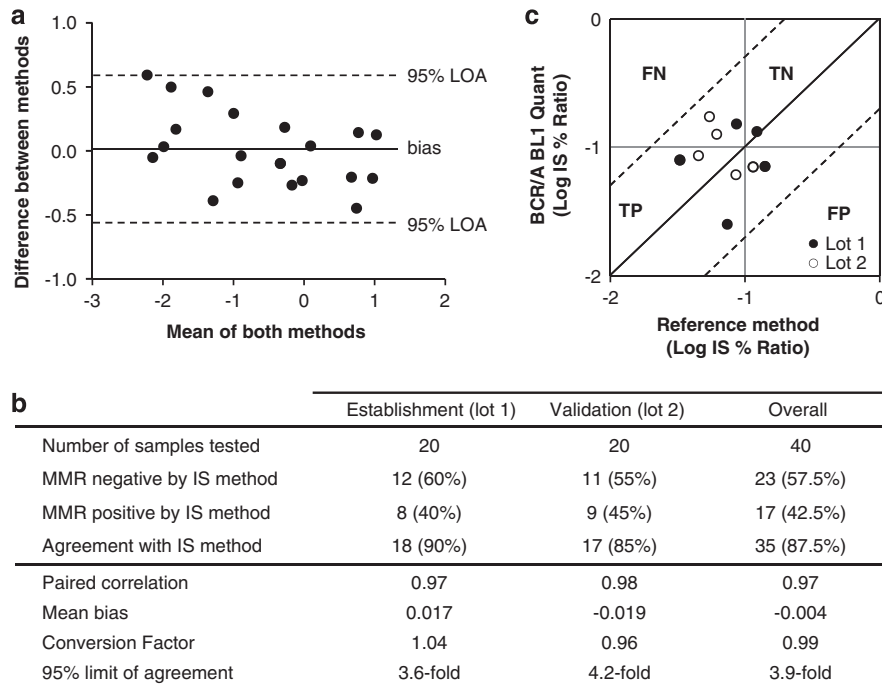 a
1.0
0.5
0.0
-0.5
-1.0
Difference between methods
95% LOA
bias
95% LOA
-3 -2 -1 0 1 2
Mean of both methods
c
0
-1
-2
BCR/A BL1 Quant
(Log IS % Ratio)
FN
TN
TP
FP
Lot 1
Lot 2
-2 -1 0
Reference method
(Log IS % Ratio)
b
Establishment (lot 1) Validation (lot 2) Overall
Number of samples tested 20 20 40
MMR negative by IS method 12 (60%) 11 (55%) 23 (57.5%)
MMR positive by IS method 8 (40%) 9 (45%) 17 (42.5%)
Agreement with IS method 18 (90%) 17 (85%) 35 (87.5%)
Paired correlation 0.97 0.98 0.97
Mean bias 0.017 -0.019 -0.004
Conversion Factor 1.04 0.96 0.99
95% limit of agreement 3.6-fold 4.2-fold 3.9-fold